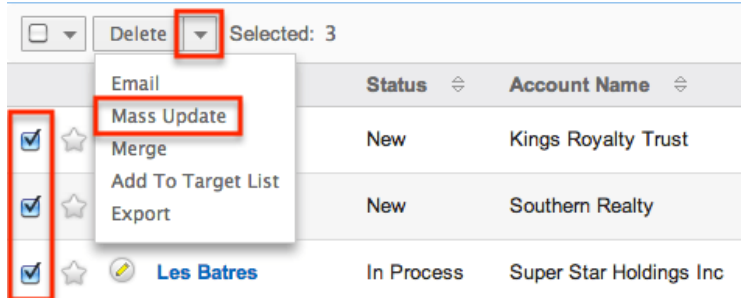 Delete Selected: 3
Email
Status Account Name
Mass Update
New Kings Royalty Trust
Merge
Add To Target List
New Southern Realty
Export
Les Batres In Process Super Star Holdings Inc